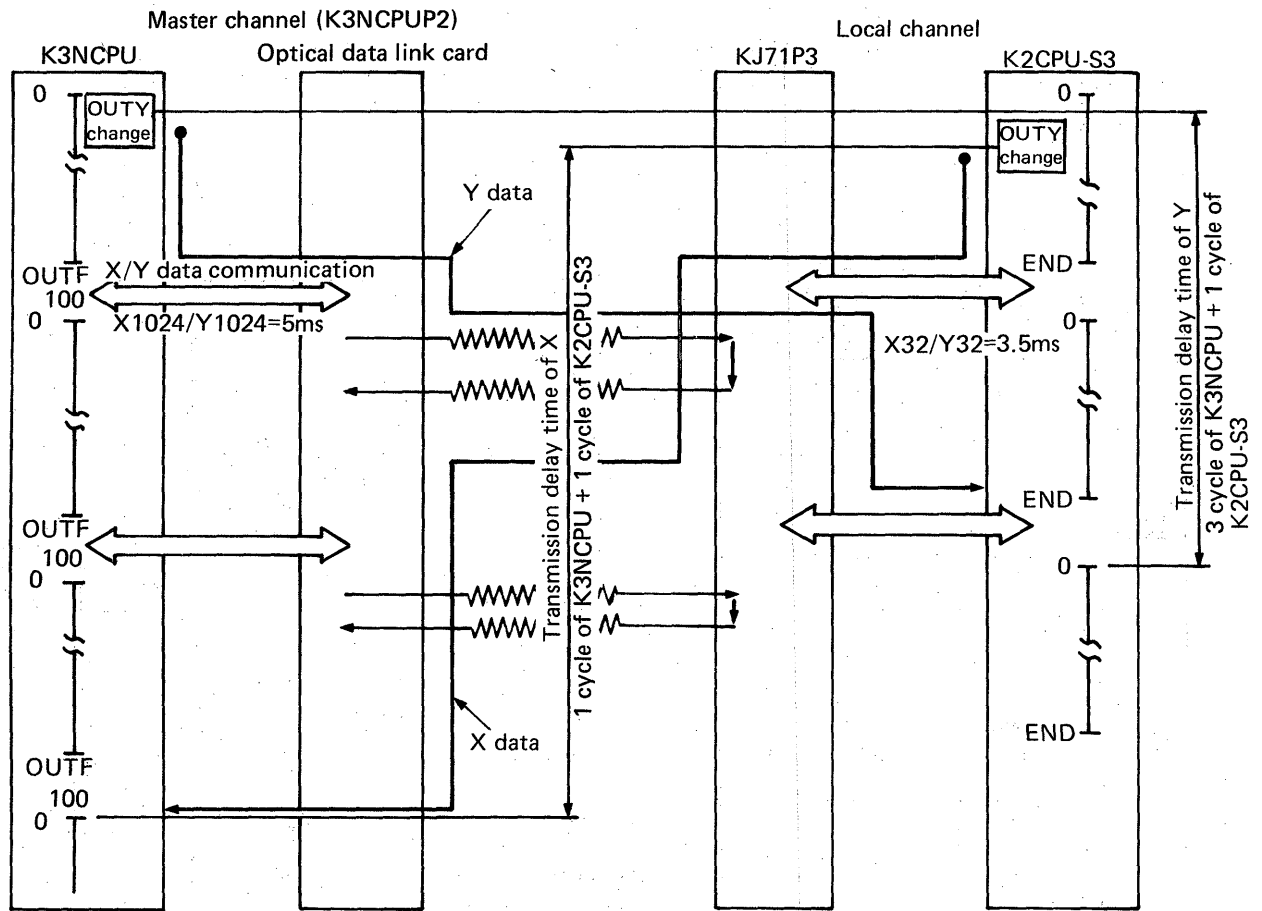 Master channel (K3NCPUP2)
Local channel
K3NCPU
Optical data link card
KJ71P3
K2CPU-S3
0
OUTY
change
0
OUTY
change
Y data
OUTF
100
X/Y data communication
X1024/Y1024=5ms
END
0
0
X32/Y32=3.5ms
Transmission delay time of X
1 cycle of K3NCPU + 1 cycle of K2CPU-S3
Transmission delay time of Y
3 cycle of K3NCPU + 1 cycle of
K2CPU-S3
END
OUTF
100
0
0
X data
END
OUTF
100
0